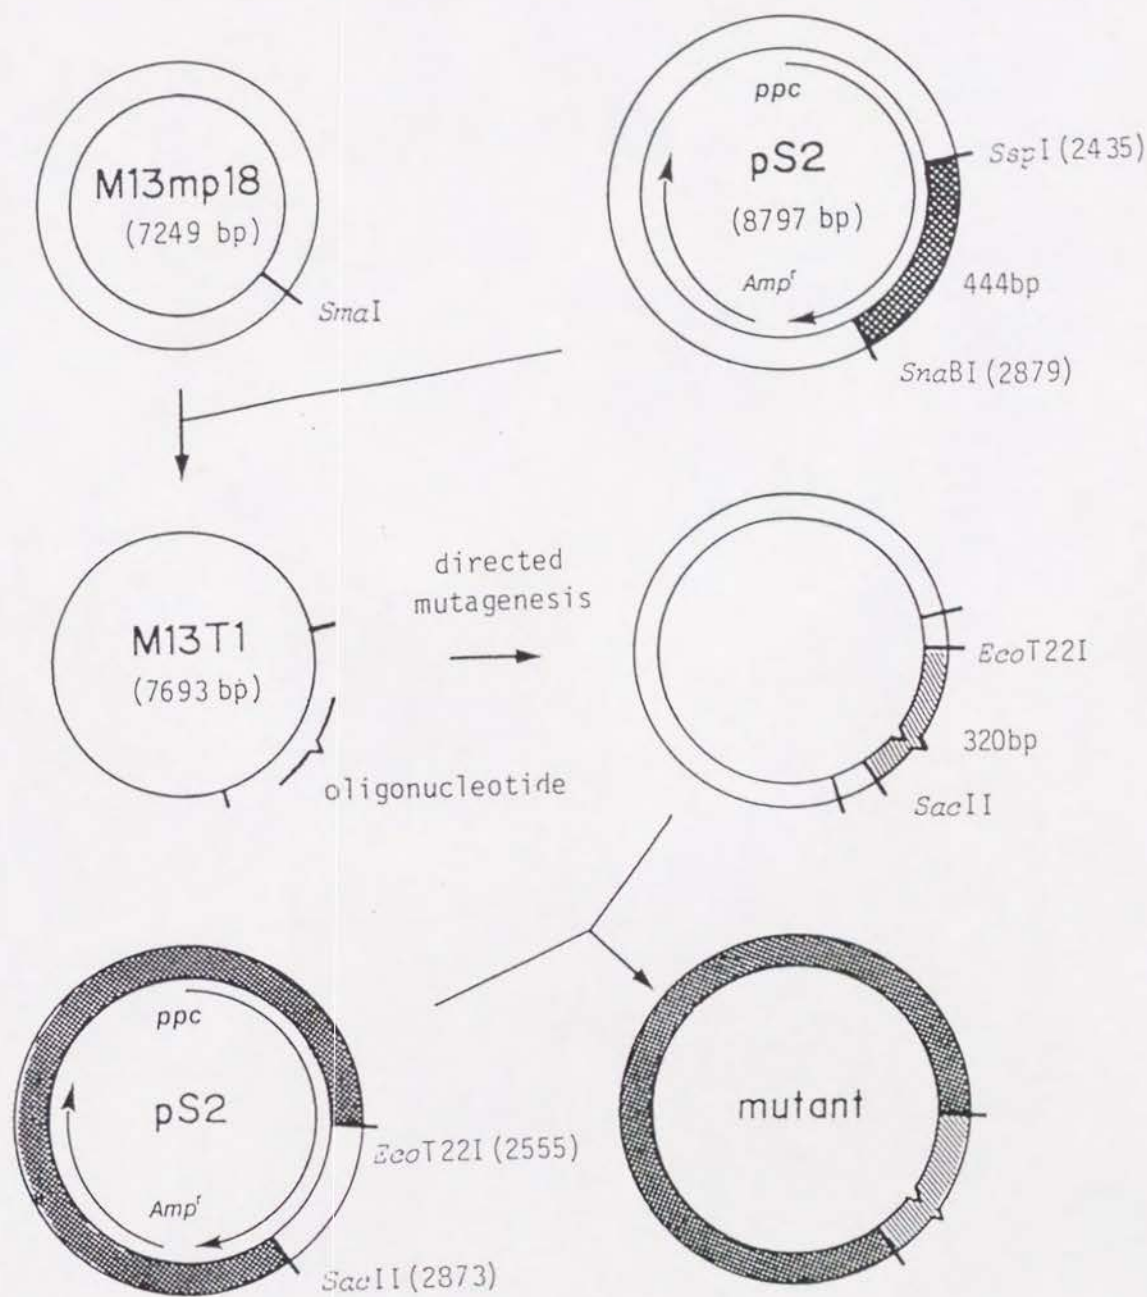 M13mp18
(7249 bp)
SmaI
ppc
pS2
(8797 bp)
Ampʳ
SspI (2435)
444bp
SnaBI (2879)
M13T1
(7693 bp)
oligonucleotide
directed
mutagenesis
EcoT22I
320bp
SacII
ppc
pS2
Ampʳ
EcoT22I (2555)
SacII (2873)
mutant